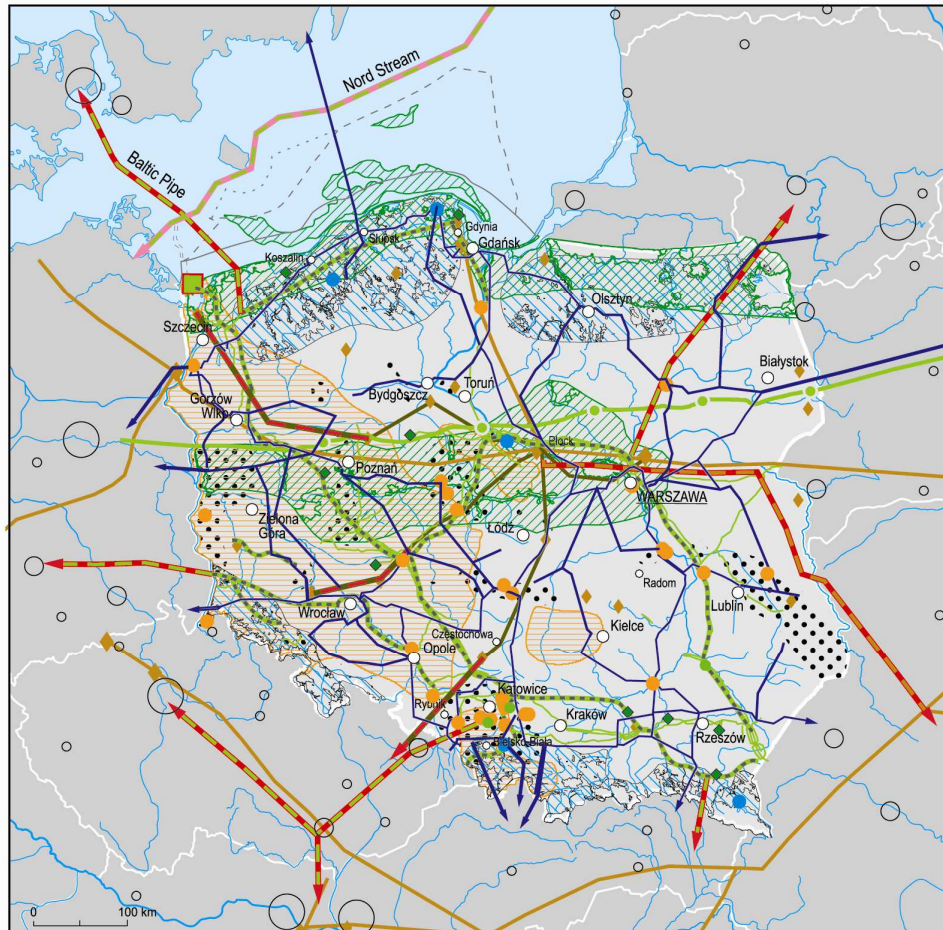 Nord Stream
Baltic Pipe
Gdynia
Słupsk
Gdańsk
Koszalin
Olsztyn
Szczecin
Białystok
Toruń
Bydgoszcz
Gorzów
Wlkp.
Płock
Poznań
WARSZAWA
Zielona
Góra
Łódź
Radom
Lublin
Wrocław
Kielce
Częstochowa
Opole
Katowice
Rybnik
Kraków
Rzeszów
Bielsko-Biała
0 100 km